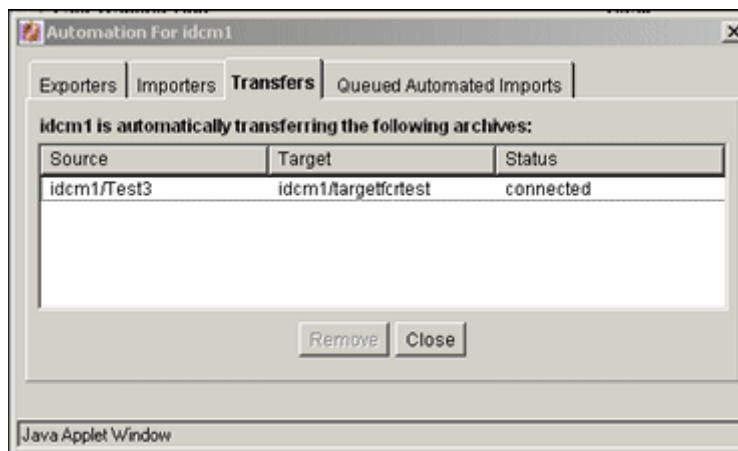 Automation For idcm1
Exporters Importers Transfers Queued Automated Imports
idcm1 is automatically transferring the following archives:
Source Target Status
idcm1/Test3 idcm1/targetfcrtest connected
Remove Close
Java Applet Window